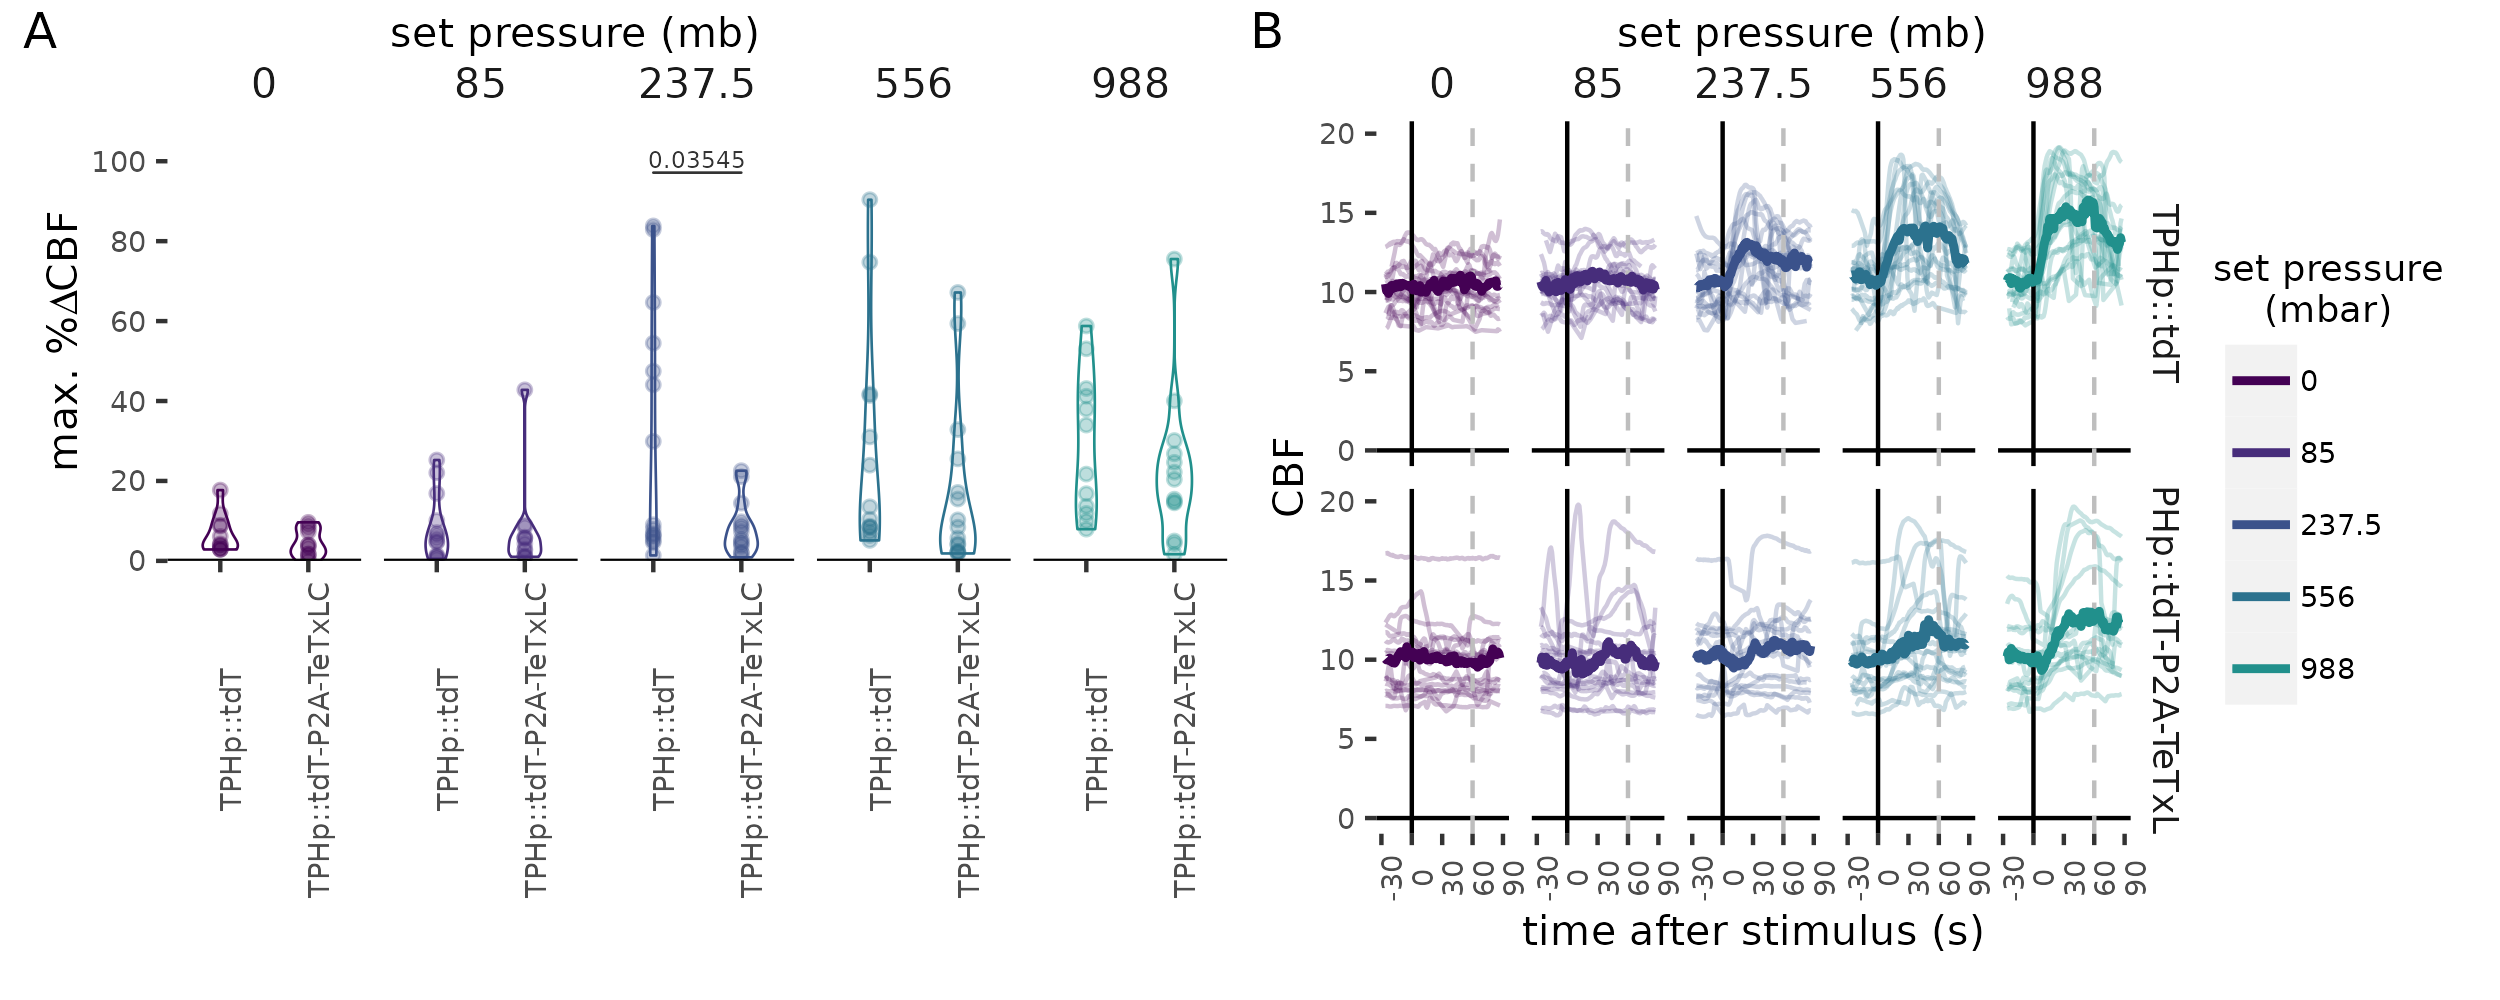 A
set pressure (mb)
0 85 237.5 556 988
max. %ΔCBF
100
80
60
40
20
0
0.03545
TPHp::tdT
TPHp::tdT-P2A-TeTxLC
TPHp::tdT
TPHp::tdT-P2A-TeTxLC
TPHp::tdT
TPHp::tdT-P2A-TeTxLC
TPHp::tdT
TPHp::tdT-P2A-TeTxLC
TPHp::tdT
TPHp::tdT-P2A-TeTxLC
B
set pressure (mb)
0 85 237.5 556 988
CBF
20
15
10
5
0
TPHp::tdT
20
15
10
5
0
PHp::tdT-P2A-TeTxL
-30 0 30 60 90
-30 0 30 60 90
-30 0 30 60 90
-30 0 30 60 90
-30 0 30 60 90
time after stimulus (s)
set pressure
(mbar)
0
85
237.5
556
988